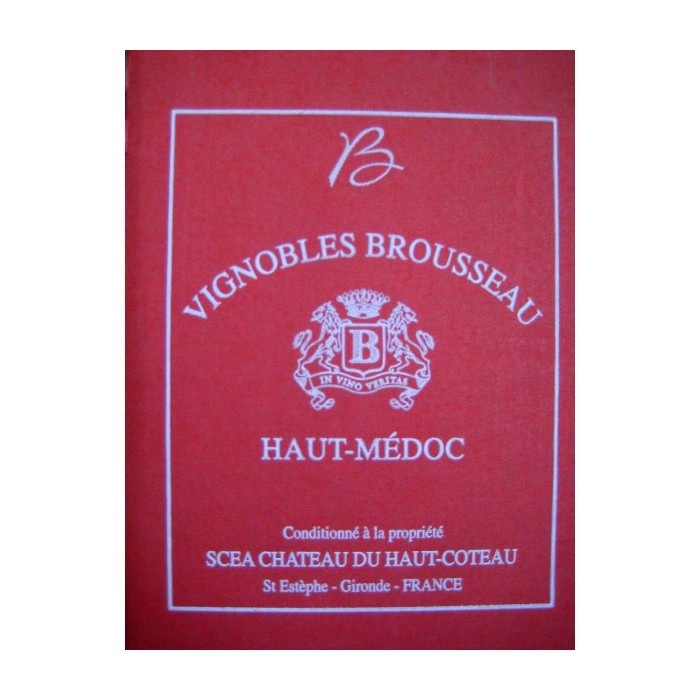 B
VIGNOBLES BROUSSEAU
B
IN VINO VERITAS
HAUT-MÉDOC
Conditionné à la propriété
SCEA CHATEAU DU HAUT-COTEAU
St Estèphe - Gironde - FRANCE